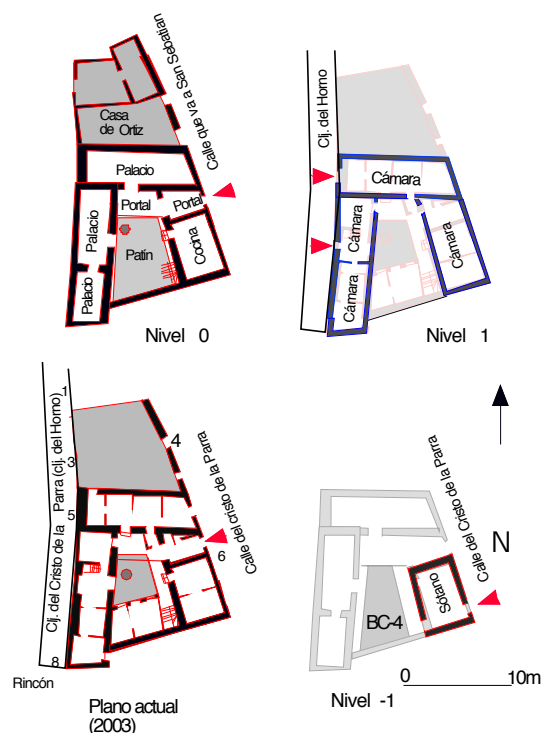 Casa
de Ortiz
Calle que va a San Sebatian
Palacio
Portal
Portal
Palacio
Patín
Cocina
Palacio
Nivel 0
Clj. del Horno
Cámara
Cámara
Cámara
Cámara
Nivel 1
Clj. del Cristo de la
Parra (clj. del Horno)
1
3
4
5
6
8
Calle del cristo de la Parra
Rincón
Plano actual
(2003)
Calle del Cristo de la Parra
N
Sótano
BC-4
0 10m
Nivel -1